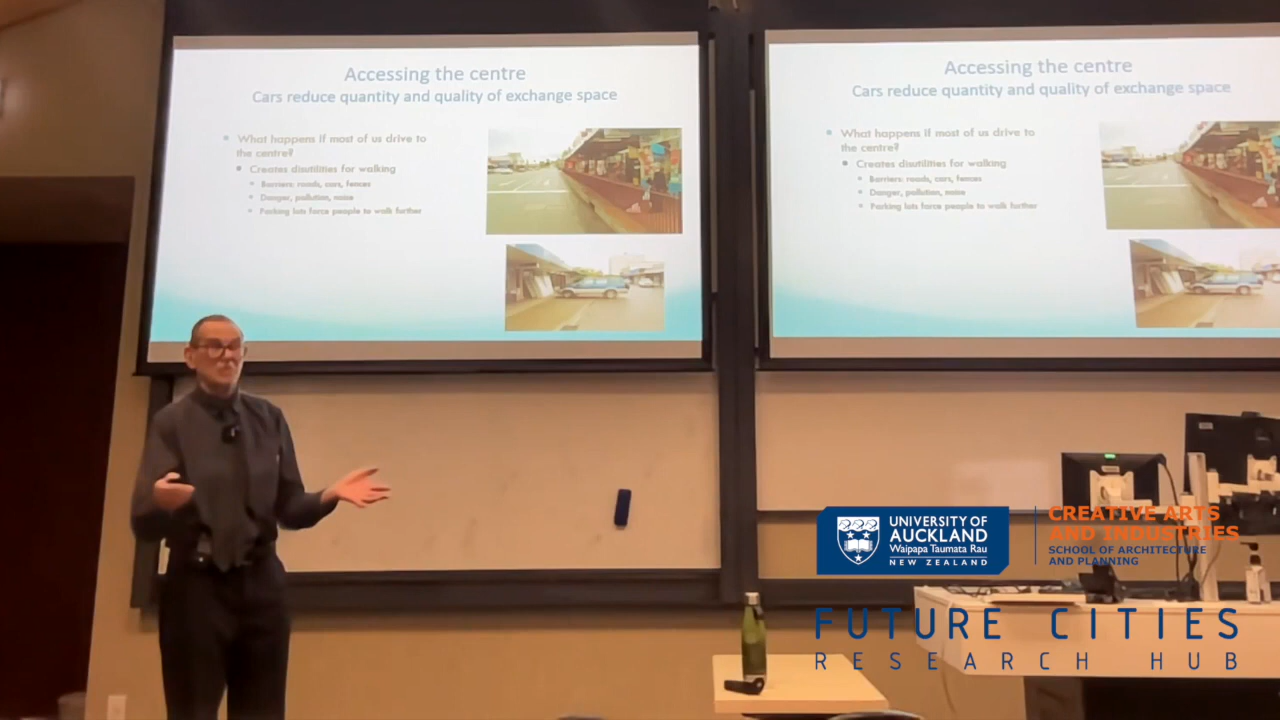 Accessing the centre
Cars reduce quantity and quality of exchange space
What happens if most of us drive to
the centre?
Creates disutilities for walking
Barriers: roads, cars, fences
Danger, pollution, noise
Parking lots force people to walk further
Accessing the centre
Cars reduce quantity and quality of exchange space
What happens if most of us drive to
the centre?
Creates disutilities for walking
Barriers: roads, cars, fences
Danger, pollution, noise
Parking lots force people to walk further
UNIVERSITY OF
AUCKLAND
Waipapa Taumata Rau
NEW ZEALAND
CREATIVE ARTS
AND INDUSTRIES
SCHOOL OF ARCHITECTURE
AND PLANNING
FUTURE CITIES
RESEARCH HUB